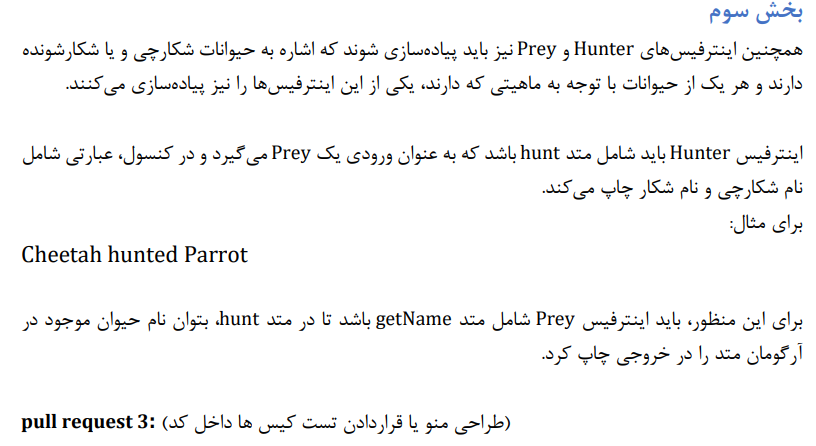 بخش سوم
همچنین اینترفیس‌های Hunter و Prey نیز باید پیاده‌سازی شوند که اشاره به حیوانات شکارچی و یا شکارشونده
دارند و هر یک از حیوانات با توجه به ماهیتی که دارند، یکی از این اینترفیس‌ها را نیز پیاده‌سازی می‌کنند.
اینترفیس Hunter باید شامل متد hunt باشد که به عنوان ورودی یک Prey می‌گیرد و در کنسول، عبارتی شامل
نام شکارچی و نام شکار چاپ می‌کند.
برای مثال:
Cheetah hunted Parrot
برای این منظور، باید اینترفیس Prey شامل متد getName باشد تا در متد hunt، بتوان نام حیوان موجود در
آرگومان متد را در خروجی چاپ کرد.
pull request 3: (طراحی منو یا قراردادن تست کیس ها داخل کد)